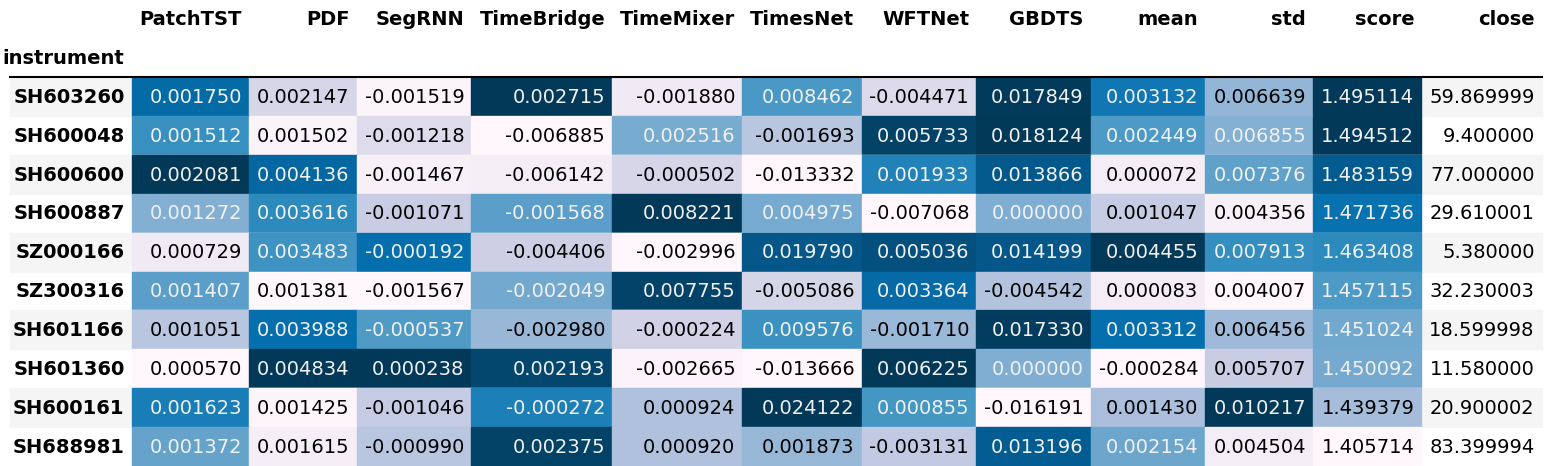 PatchTST PDF SegRNN TimeBridge TimeMixer TimesNet WFTNet GBDTS mean std score close
instrument
SH603260 0.001750 0.002147 -0.001519 0.002715 -0.001880 0.008462 -0.004471 0.017849 0.003132 0.006639 1.495114 59.869999
SH600048 0.001512 0.001502 -0.001218 -0.006885 0.002516 -0.001693 0.005733 0.018124 0.002449 0.006855 1.494512 9.400000
SH600600 0.002081 0.004136 -0.001467 -0.006142 -0.000502 -0.013332 0.001933 0.013866 0.000072 0.007376 1.483159 77.000000
SH600887 0.001272 0.003616 -0.001071 -0.001568 0.008221 0.004975 -0.007068 0.000000 0.001047 0.004356 1.471736 29.610001
SZ000166 0.000729 0.003483 -0.000192 -0.004406 -0.002996 0.019790 0.005036 0.014199 0.004455 0.007913 1.463408 5.380000
SZ300316 0.001407 0.001381 -0.001567 -0.002049 0.007755 -0.005086 0.003364 -0.004542 0.000083 0.004007 1.457115 32.230003
SH601166 0.001051 0.003988 -0.000537 -0.002980 -0.000224 0.009576 -0.001710 0.017330 0.003312 0.006456 1.451024 18.599998
SH601360 0.000570 0.004834 0.000238 0.002193 -0.002665 -0.013666 0.006225 0.000000 -0.000284 0.005707 1.450092 11.580000
SH600161 0.001623 0.001425 -0.001046 -0.000272 0.000924 0.024122 0.000855 -0.016191 0.001430 0.010217 1.439379 20.900002
SH688981 0.001372 0.001615 -0.000990 0.002375 0.000920 0.001873 -0.003131 0.013196 0.002154 0.004504 1.405714 83.399994